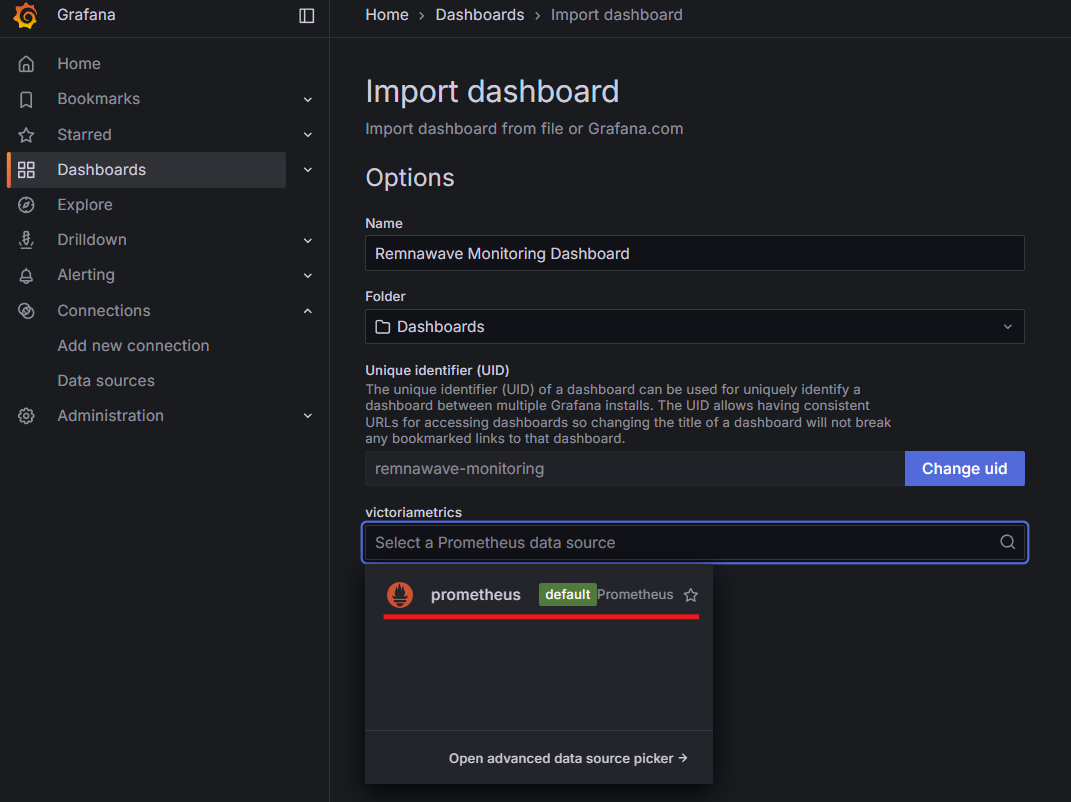 Grafana
Home
Bookmarks
Starred
Dashboards
Explore
Drilldown
Alerting
Connections
Add new connection
Data sources
Administration
Home › Dashboards › Import dashboard
Import dashboard
Import dashboard from file or Grafana.com
Options
Name
Remnawave Monitoring Dashboard
Folder
Dashboards
Unique identifier (UID)
The unique identifier (UID) of a dashboard can be used for uniquely identify a
dashboard between multiple Grafana installs. The UID allows having consistent
URLs for accessing dashboards so changing the title of a dashboard will not break
any bookmarked links to that dashboard.
remnawave-monitoring Change uid
victoriametrics
Select a Prometheus data source
prometheus default Prometheus
Open advanced data source picker →